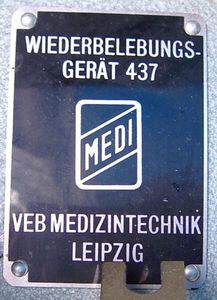 WIEDERBELEBUNGS-
GERÄT 437
MEDI
VEB MEDIZINTECHNIK
LEIPZIG